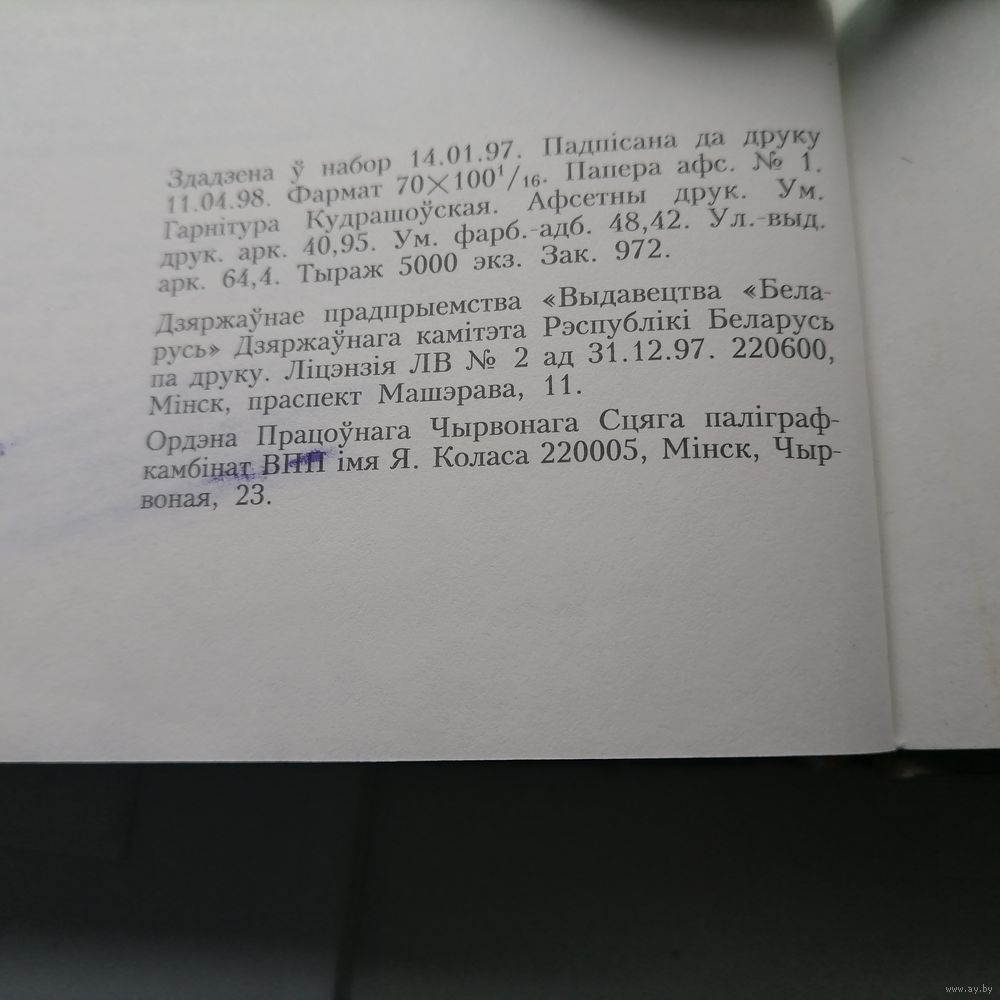 Здадзена ў набор 14.01.97. Падпісана да друку
11.04.98. Фармат 70×100¹/₁₆. Папера афс. № 1.
Гарнітура Кудрашоўская. Афсетны друк. Ум.
друк. арк. 40,95. Ум. фарб.-адб. 48,42. Ул.-выд.
арк. 64,4. Тыраж 5000 экз. Зак. 972.
Дзяржаўнае прадпрыемства «Выдавецтва «Бела-
русь» Дзяржаўнага камітэта Рэспублікі Беларусь
па друку. Ліцэнзія ЛВ № 2 ад 31.12.97. 220600,
Мінск, праспект Машэрава, 11.
Ордэна Працоўнага Чырвонага Сцяга паліграф-
камбінат ВПП імя Я. Коласа 220005, Мінск, Чыр-
воная, 23.
www.ay.by